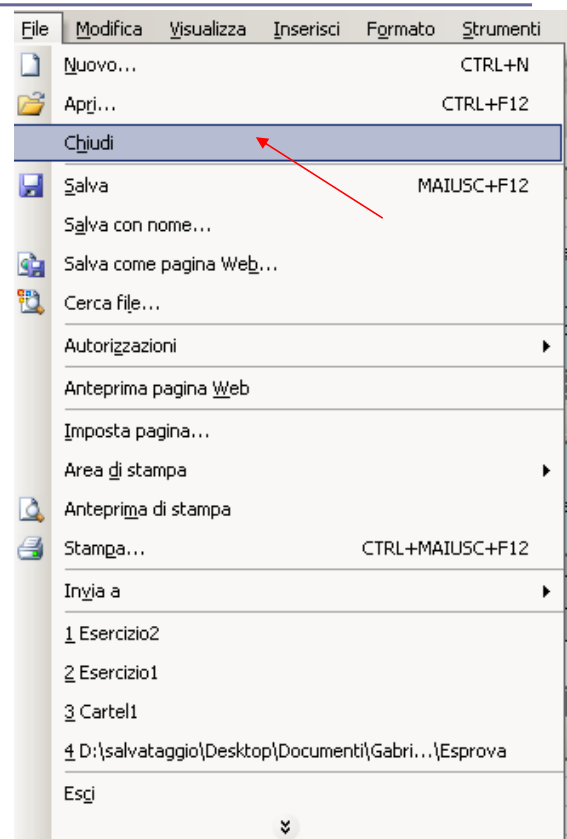 File Modifica Visualizza Inserisci Formato Strumenti
Nuovo... CTRL+N
Apri... CTRL+F12
Chiudi
Salva MAIUSC+F12
Salva con nome...
Salva come pagina Web...
Cerca file...
Autorizzazioni
Anteprima pagina Web
Imposta pagina...
Area di stampa
Anteprima di stampa
Stampa... CTRL+MAIUSC+F12
Invia a
1 Esercizio2
2 Esercizio1
3 Cartel1
4 D:\salvataggio\Desktop\Documenti\Gabri...\Esprova
Esci